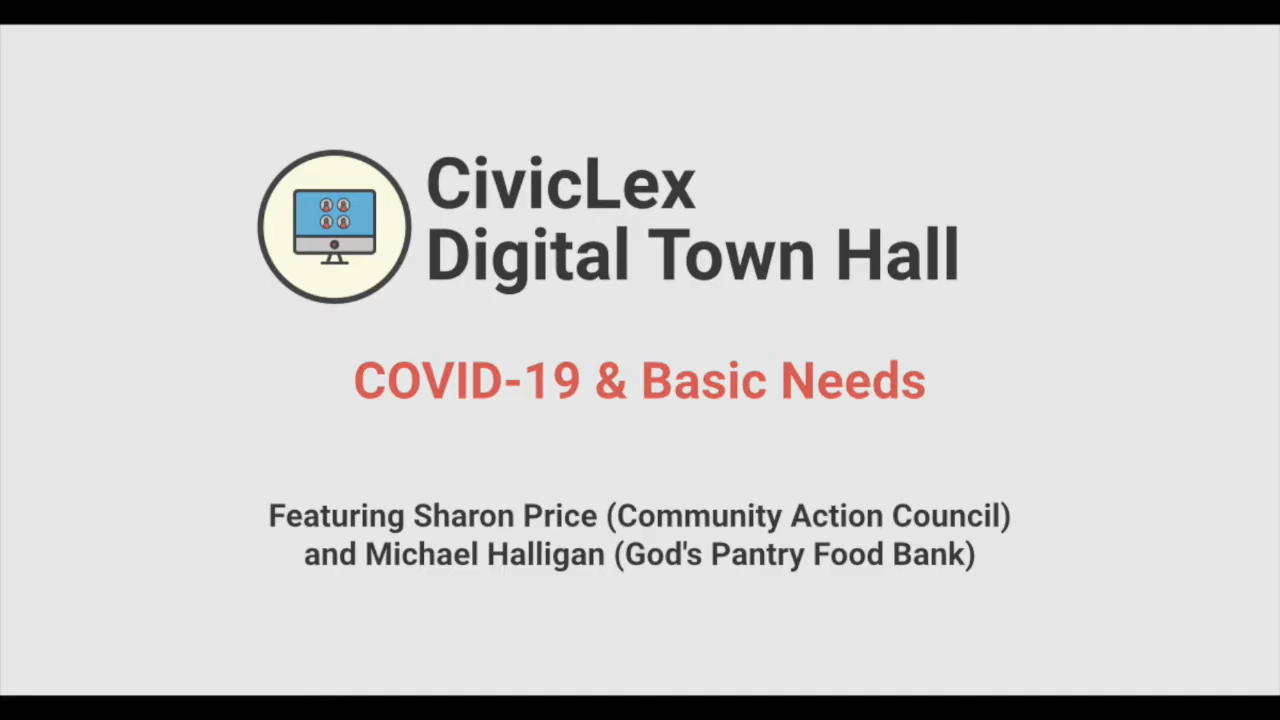 CivicLex
Digital Town Hall
COVID-19 & Basic Needs
Featuring Sharon Price (Community Action Council)
and Michael Halligan (God's Pantry Food Bank)